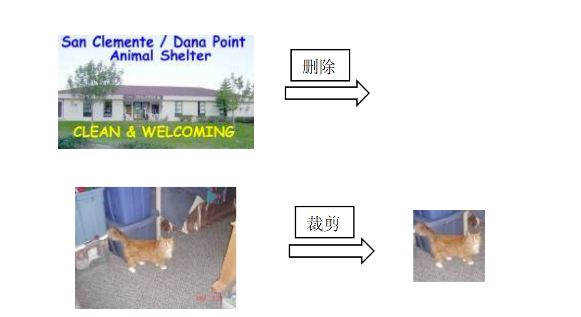 San Clemente / Dana Point
Animal Shelter
CLEAN & WELCOMING
删除
裁剪